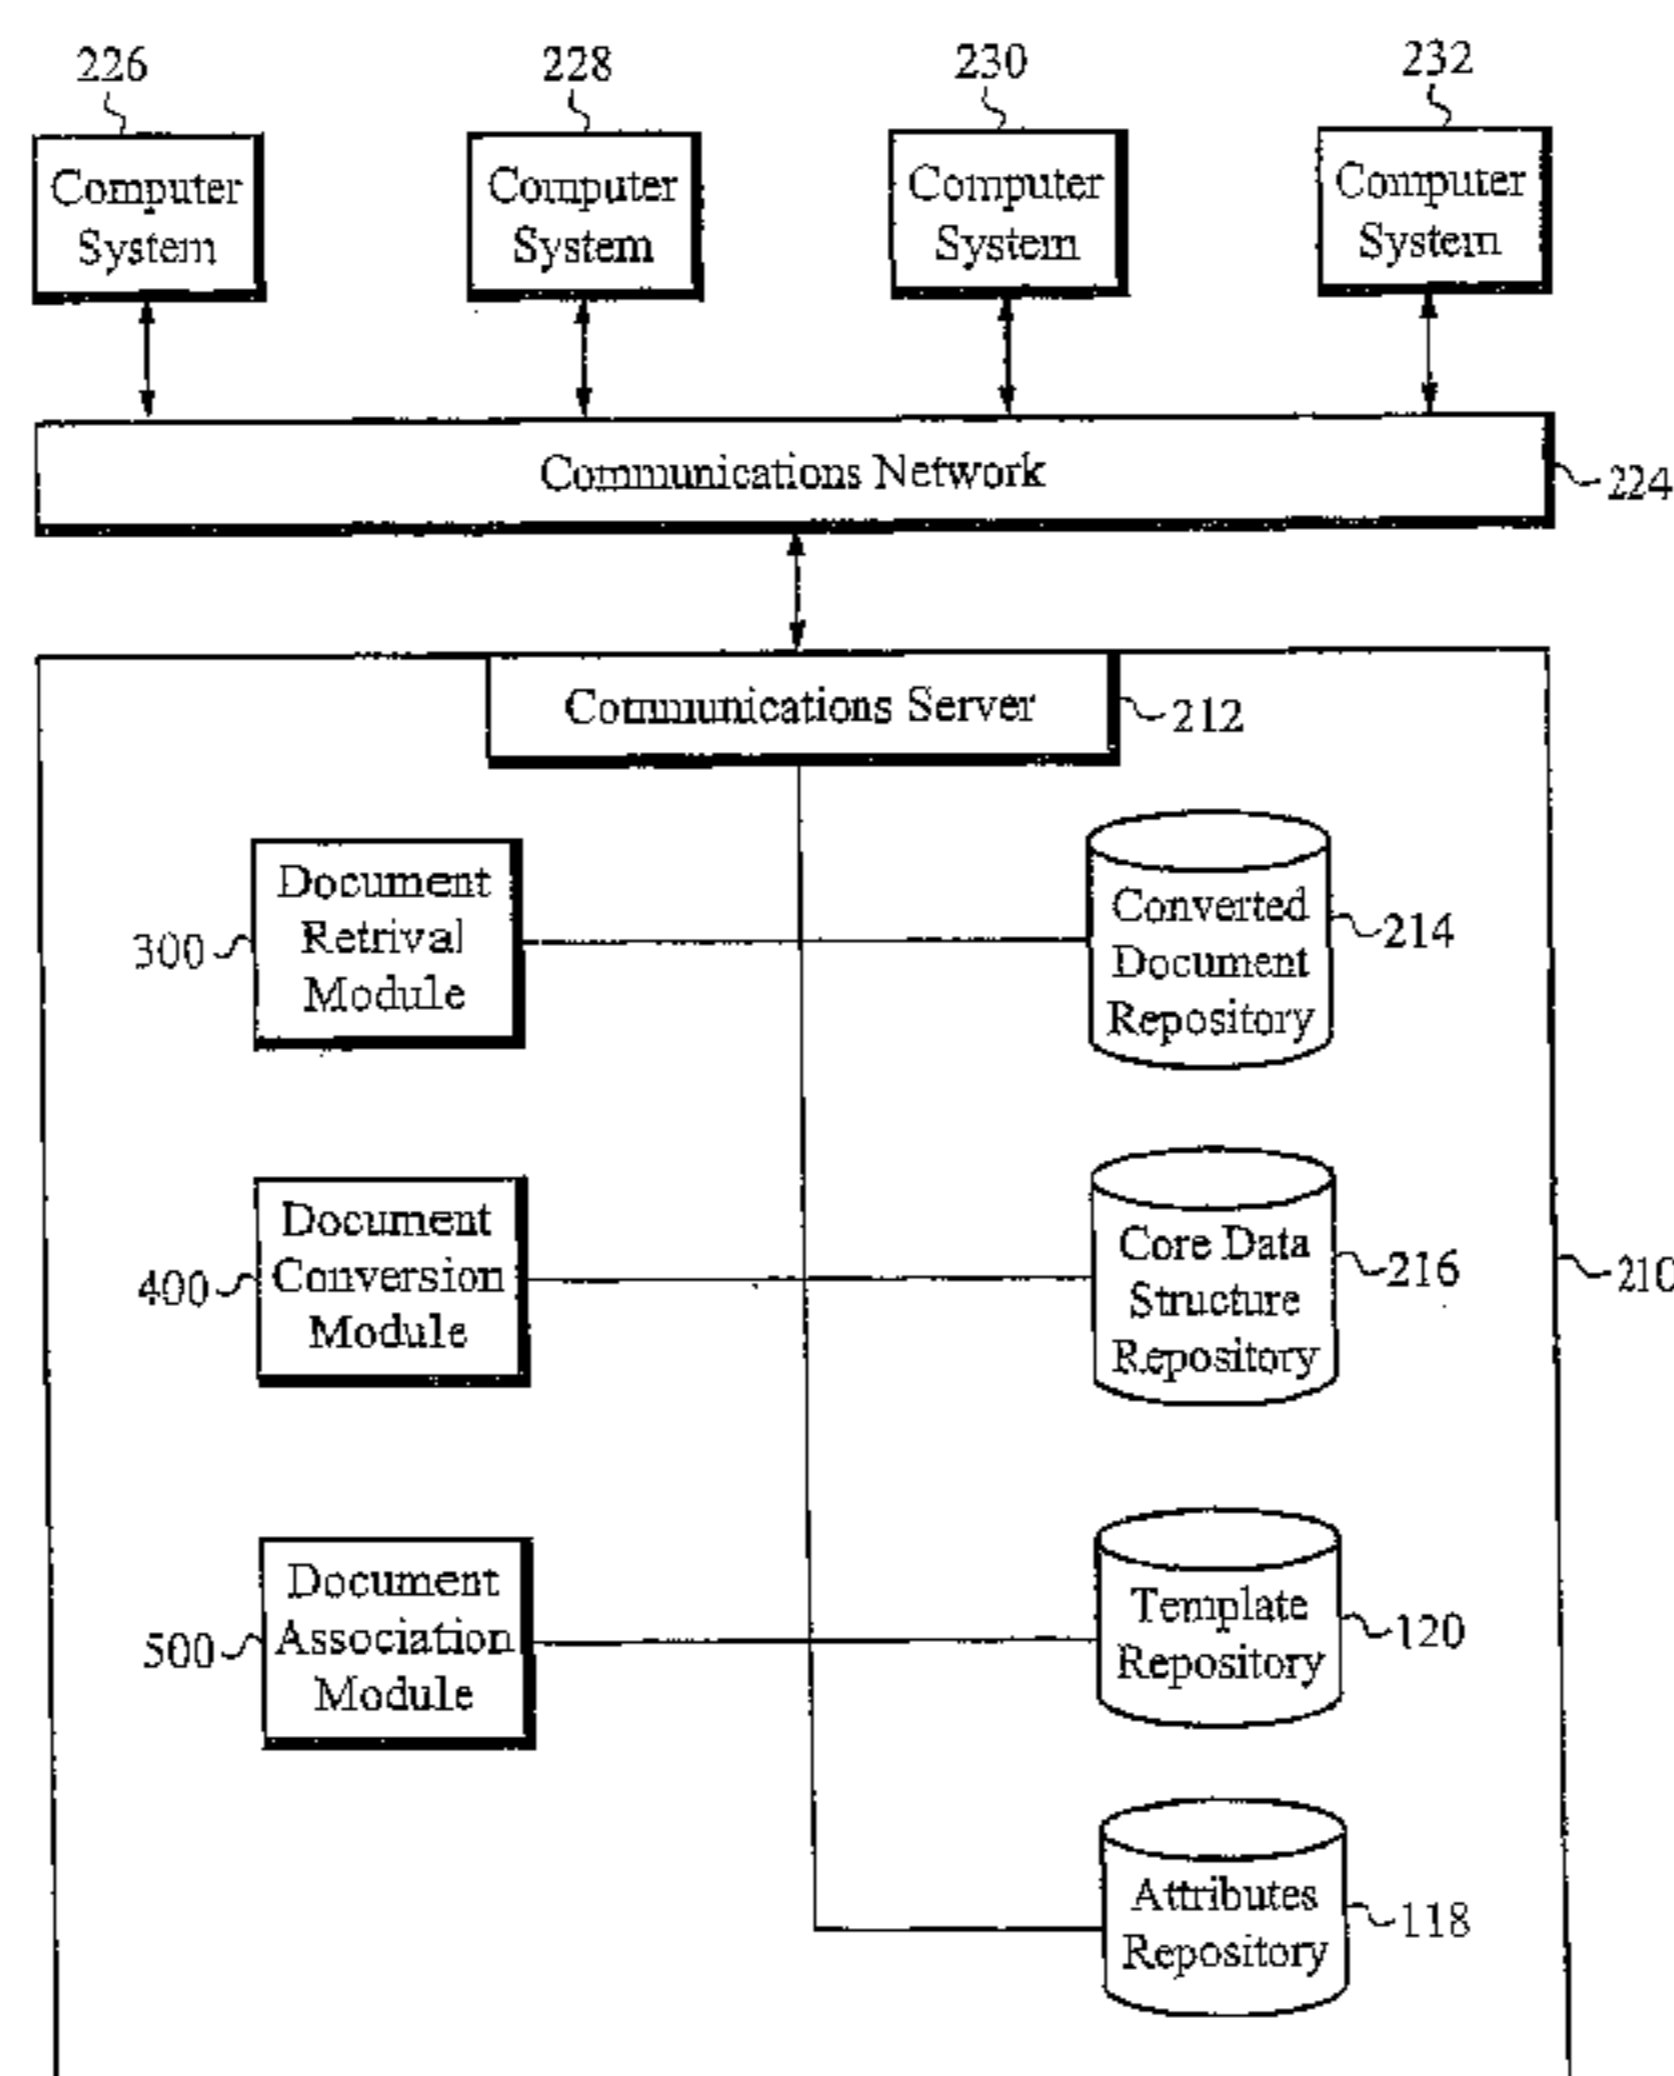 226
228
230
232
Computer
System
Computer
System
Computer
System
Computer
System
Communications Network
224
Communications Server
212
Document
Retrival
Module
300
Converted
Document
Repository
214
Document
Conversion
Module
400
Core Data
Structure
Repository
216
210
Document
Association
Module
500
Template
Repository
120
Attributes
Repository
118